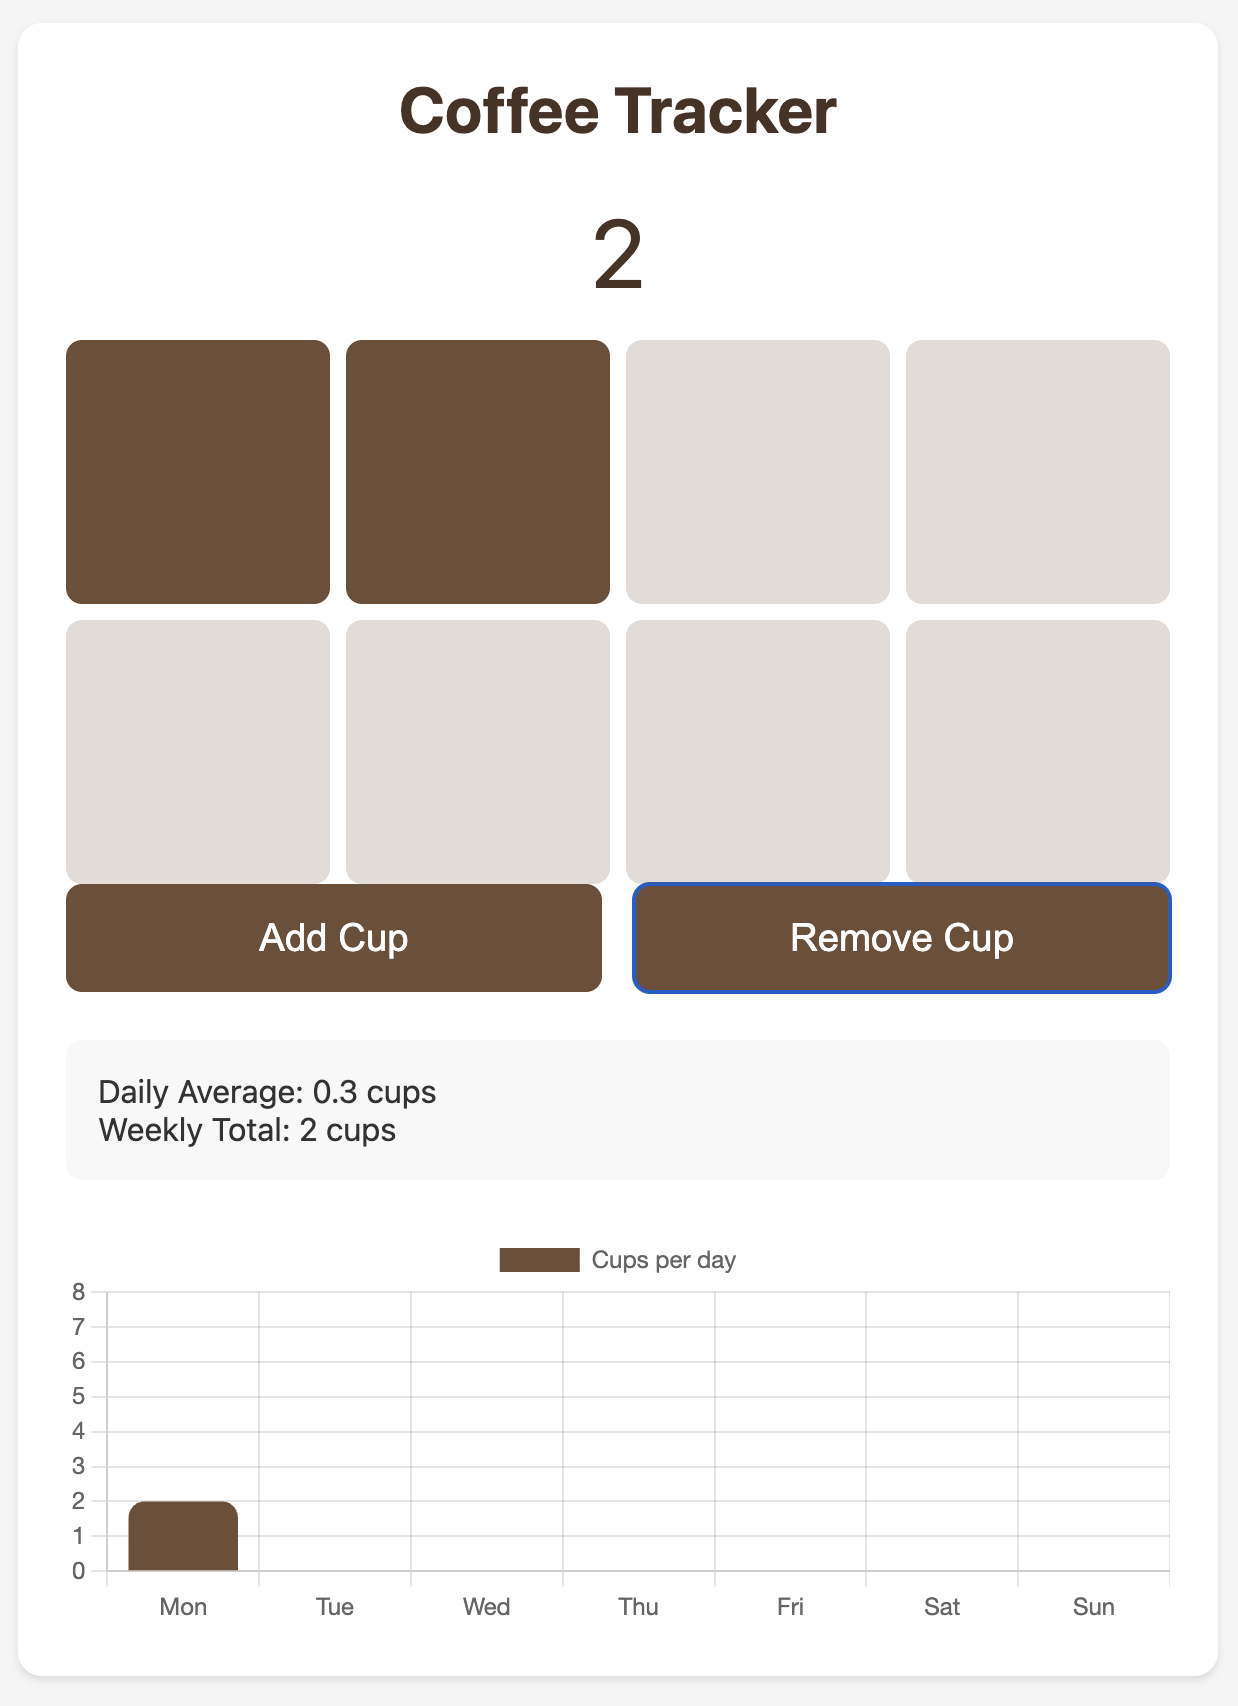 Coffee Tracker
2
Add Cup
Remove Cup
Daily Average: 0.3 cups
Weekly Total: 2 cups
Cups per day
8
7
6
5
4
3
2
1
0
Mon Tue Wed Thu Fri Sat Sun